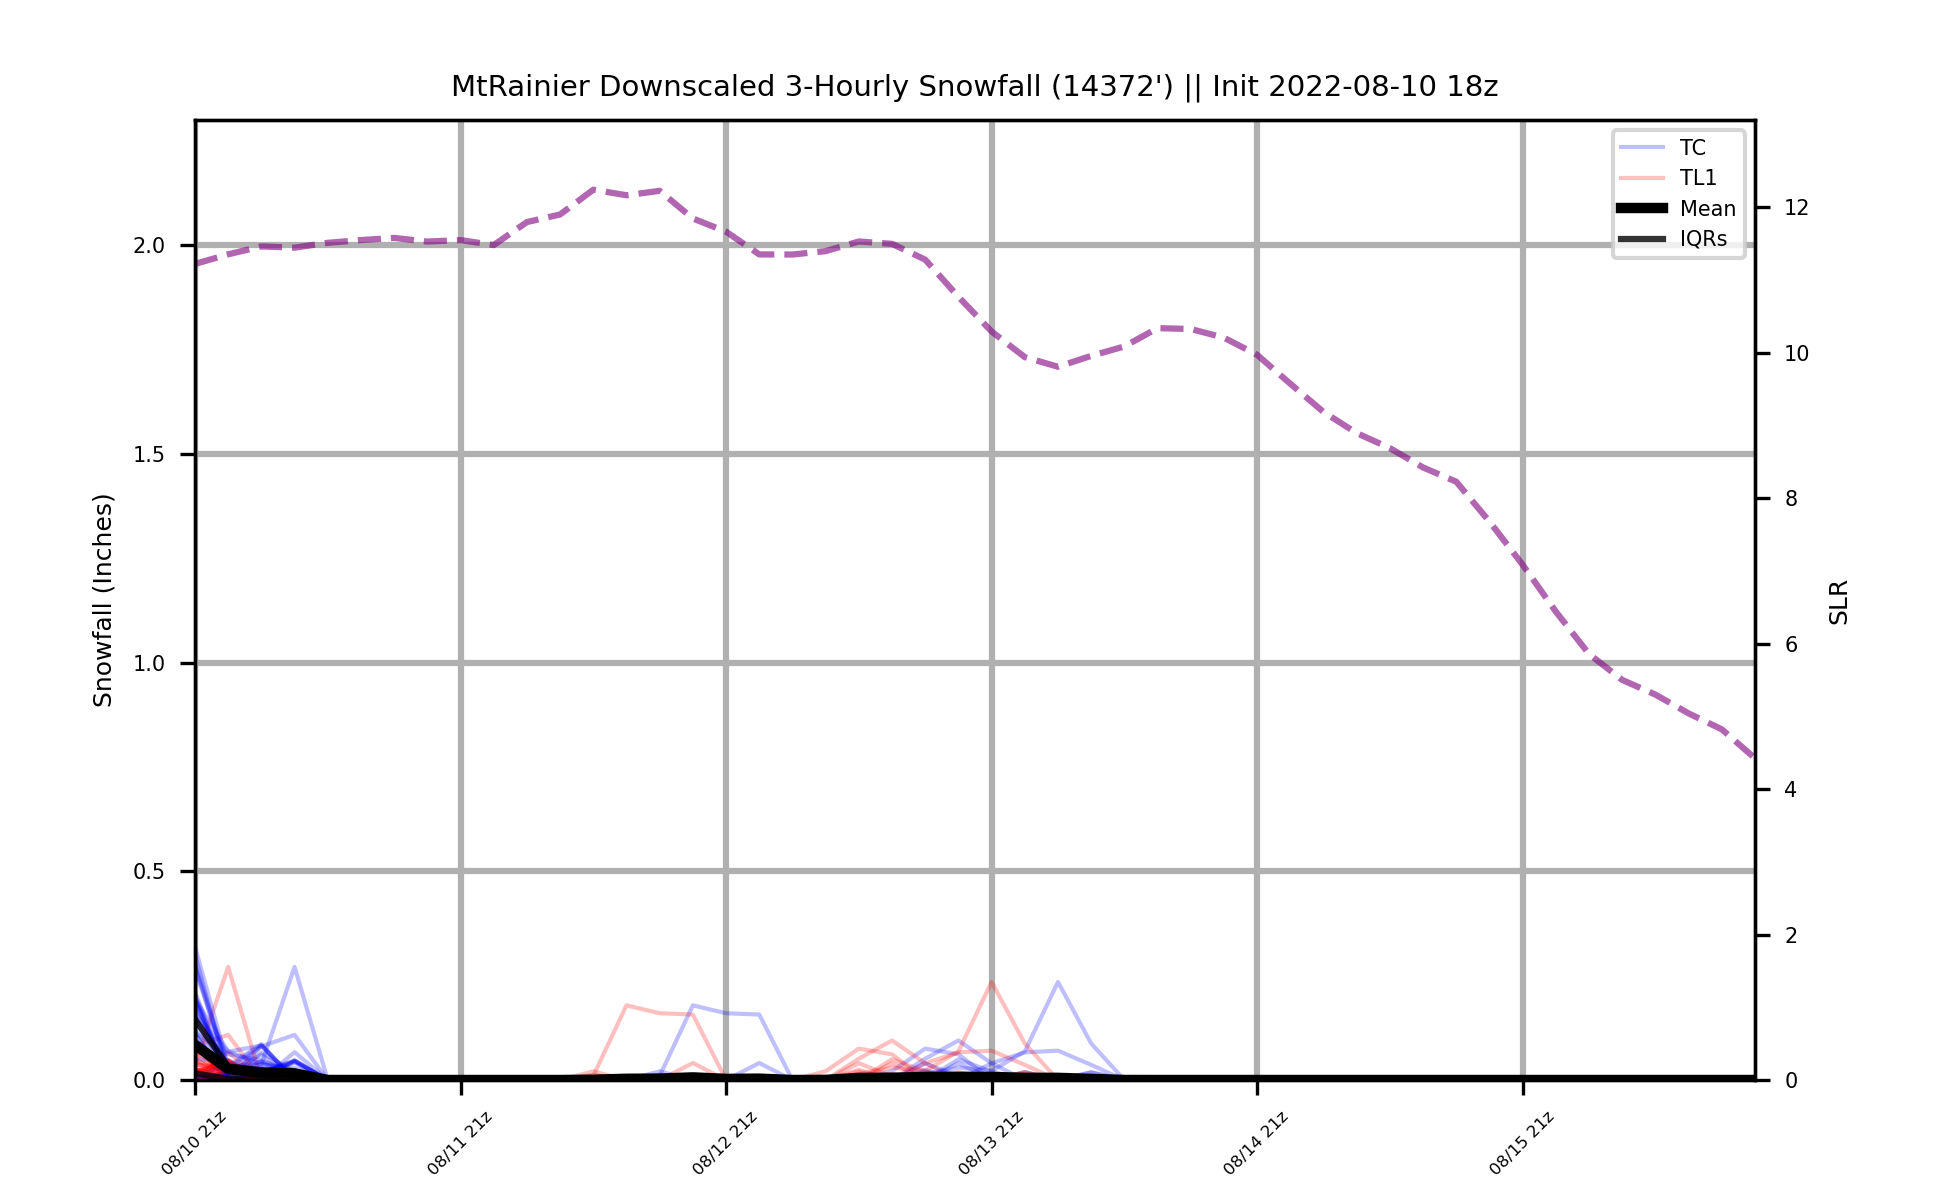 MtRainier Downscaled 3-Hourly Snowfall (14372') || Init 2022-08-10 18z
TC
TL1
Mean
IQRs
Snowfall (Inches)
2.0
1.5
1.0
0.5
0.0
12
10
8
6
4
2
0
SLR
08/10 21z
08/11 21z
08/12 21z
08/13 21z
08/14 21z
08/15 21z